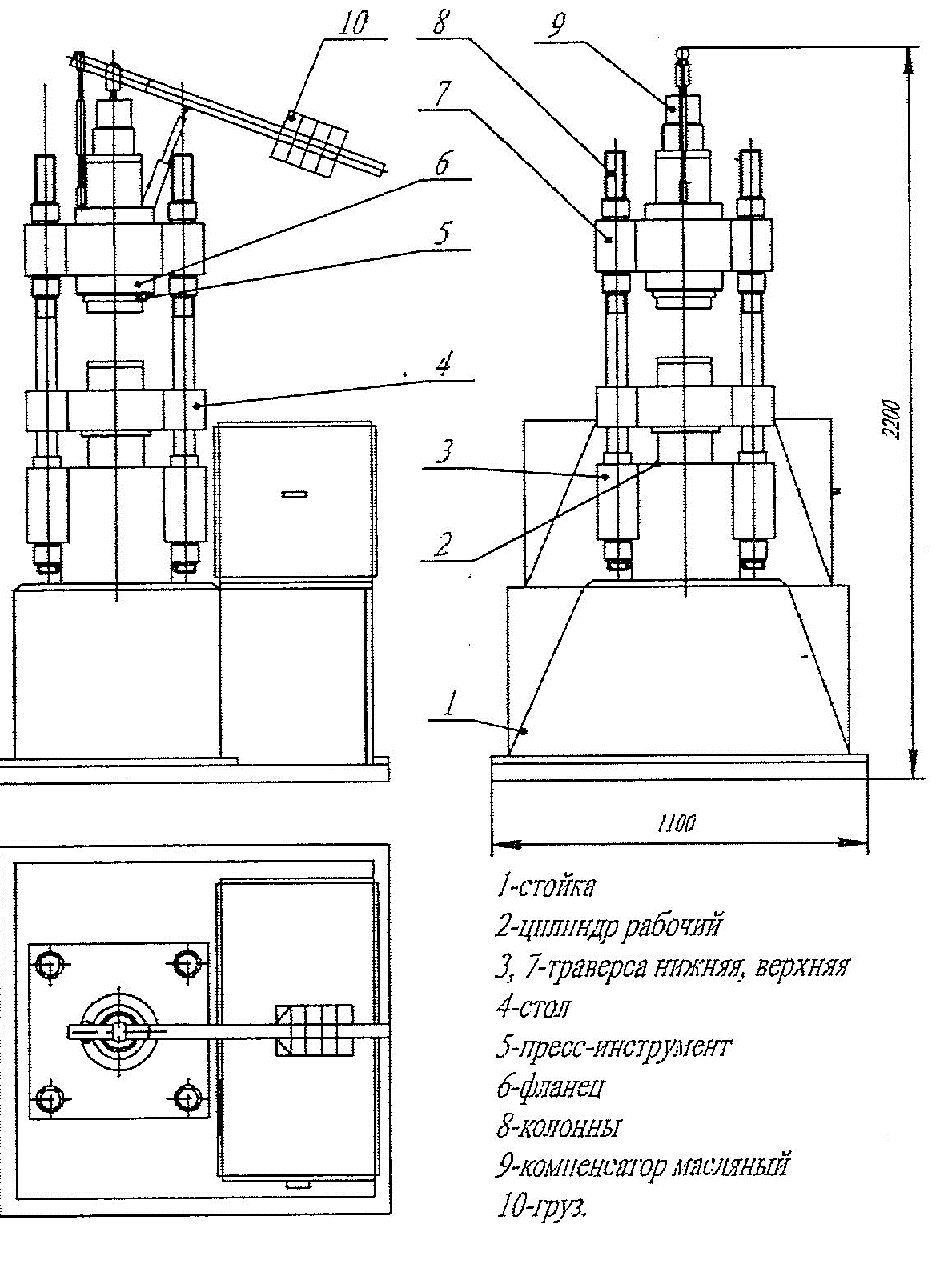 10
8
9
7
6
5
4
3
2
1
2200
1100
1-стойка
2-цилиндр рабочий
3, 7-траверса нижняя, верхняя
4-стол
5-пресс-инструмент
6-фланец
8-колонны
9-компенсатор масляный
10-груз.